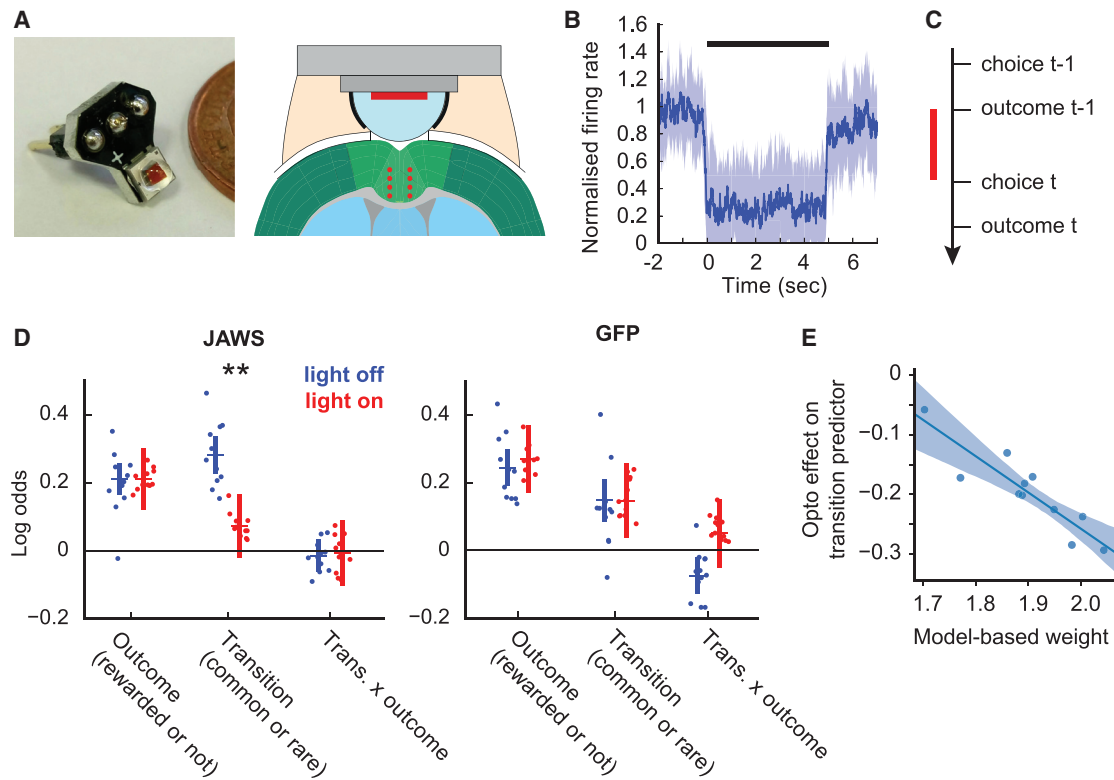 A
B
Normalised firing rate
1.6
1.4
1.2
1
0.8
0.6
0.4
0.2
0
-2
0
2
4
6
Time (sec)
C
choice t-1
outcome t-1
choice t
outcome t
D
JAWS
**
light off
light on
Log odds
0.4
0.2
0
−0.2
Outcome
(rewarded or not)
Transition
(common or rare)
Trans. x outcome
GFP
0.4
0.2
0
−0.2
Outcome
(rewarded or not)
Transition
(common or rare)
Trans. x outcome
E
Opto effect on
transition predictor
0
−0.1
−0.2
−0.3
1.7
1.8
1.9
2.0
Model-based weight